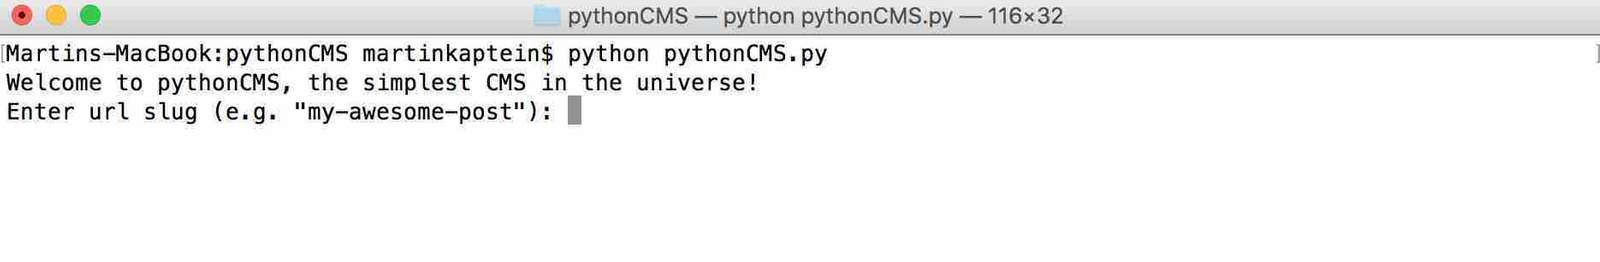 pythonCMS — python pythonCMS.py — 116×32
[Martins-MacBook:pythonCMS martinkaptein$ python pythonCMS.py ]
Welcome to pythonCMS, the simplest CMS in the universe!
Enter url slug (e.g. "my-awesome-post"):